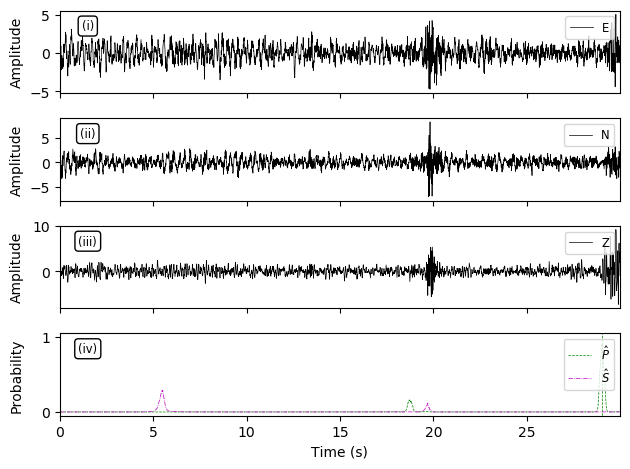 5
0
−5
Amplitude
(i)
E
5
0
−5
Amplitude
(ii)
N
10
0
Amplitude
(iii)
Z
1
0
Probability
(iv)
P̂
Ŝ
0 5 10 15 20 25
Time (s)